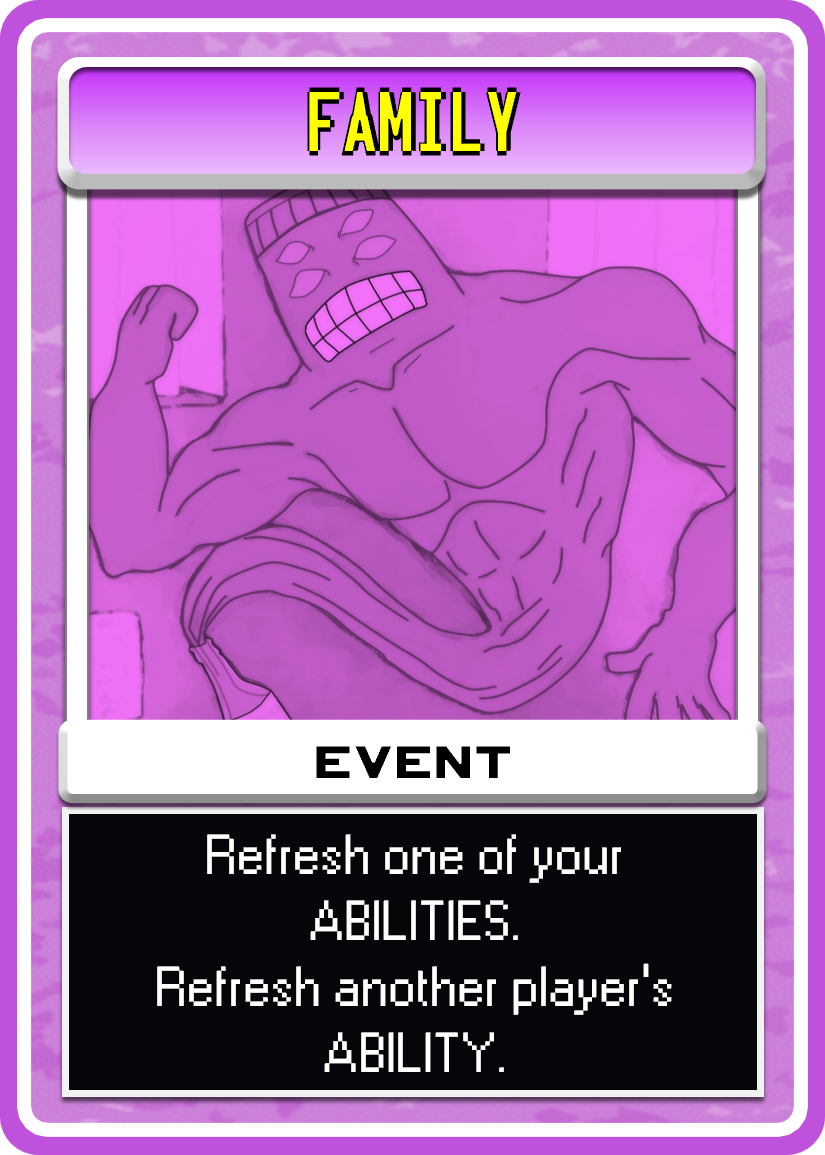 FAMILY
EVENT
Refresh one of your
ABILITIES.
Refresh another player's
ABILITY.